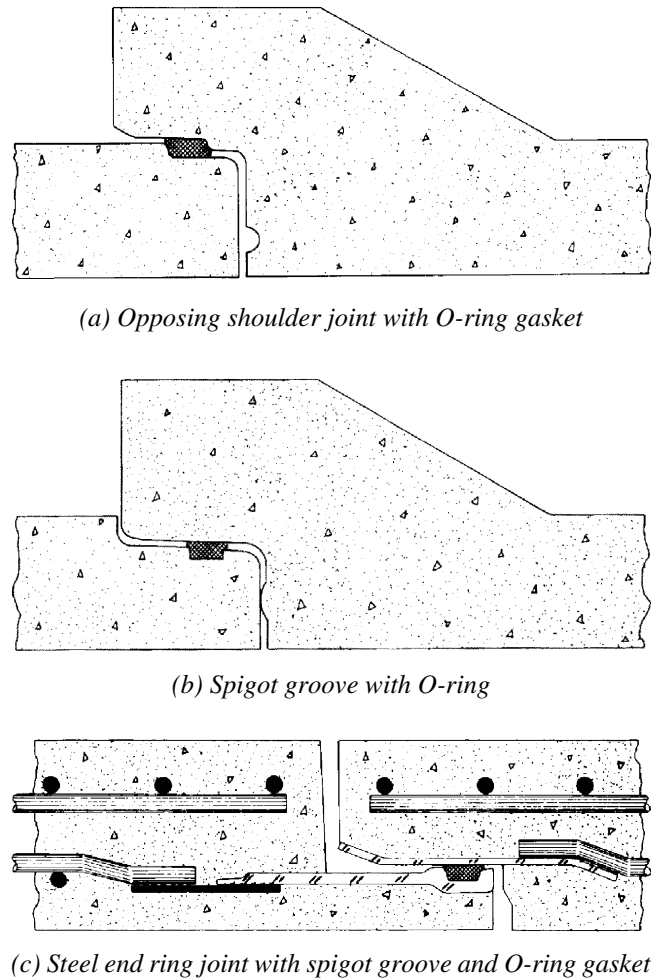 (a) Opposing shoulder joint with O-ring gasket
(b) Spigot groove with O-ring
(c) Steel end ring joint with spigot groove and O-ring gasket